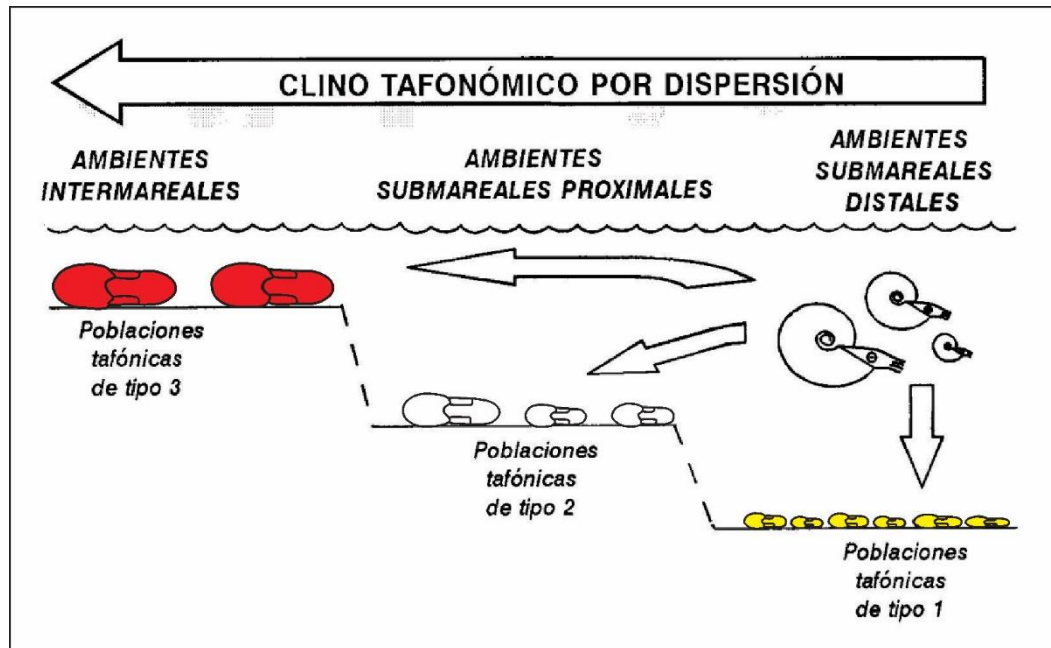 CLINO TAFONÓMICO POR DISPERSIÓN
AMBIENTES
INTERMAREALES
AMBIENTES
SUBMAREALES PROXIMALES
AMBIENTES
SUBMAREALES
DISTALES
Poblaciones
tafónicas
de tipo 3
Poblaciones
tafónicas
de tipo 2
Poblaciones
tafónicas
de tipo 1